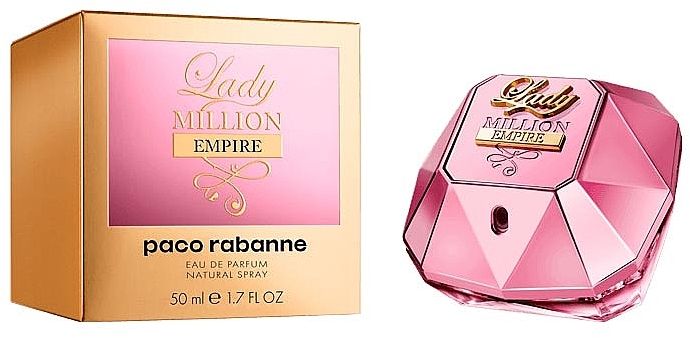 Lady
MILLION
EMPIRE
paco rabanne
EAU DE PARFUM
NATURAL SPRAY
50 ml e 1.7 FL OZ
Lady
MILLION
EMPIRE